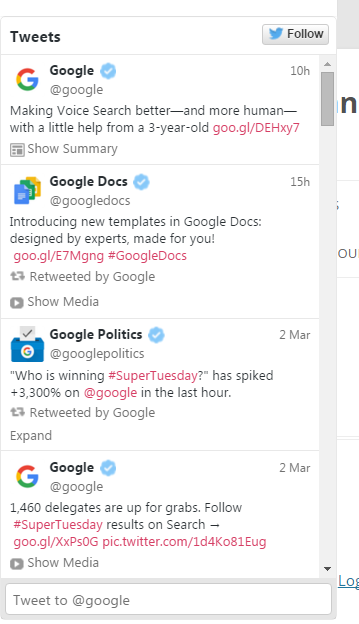 Tweets
Follow
Google
10h
@google
Making Voice Search better—and more human—
with a little help from a 3-year-old goo.gl/DEHxy7
Show Summary
Google Docs
15h
@googledocs
Introducing new templates in Google Docs:
designed by experts, made for you!
goo.gl/E7Mgng #GoogleDocs
Retweeted by Google
Show Media
Google Politics
2 Mar
@googlepolitics
"Who is winning #SuperTuesday?" has spiked
+3,300% on @google in the last hour.
Retweeted by Google
Expand
Google
2 Mar
@google
1,460 delegates are up for grabs. Follow
#SuperTuesday results on Search →
goo.gl/XxPs0G pic.twitter.com/1d4Ko81Eug
Show Media
Tweet to @google